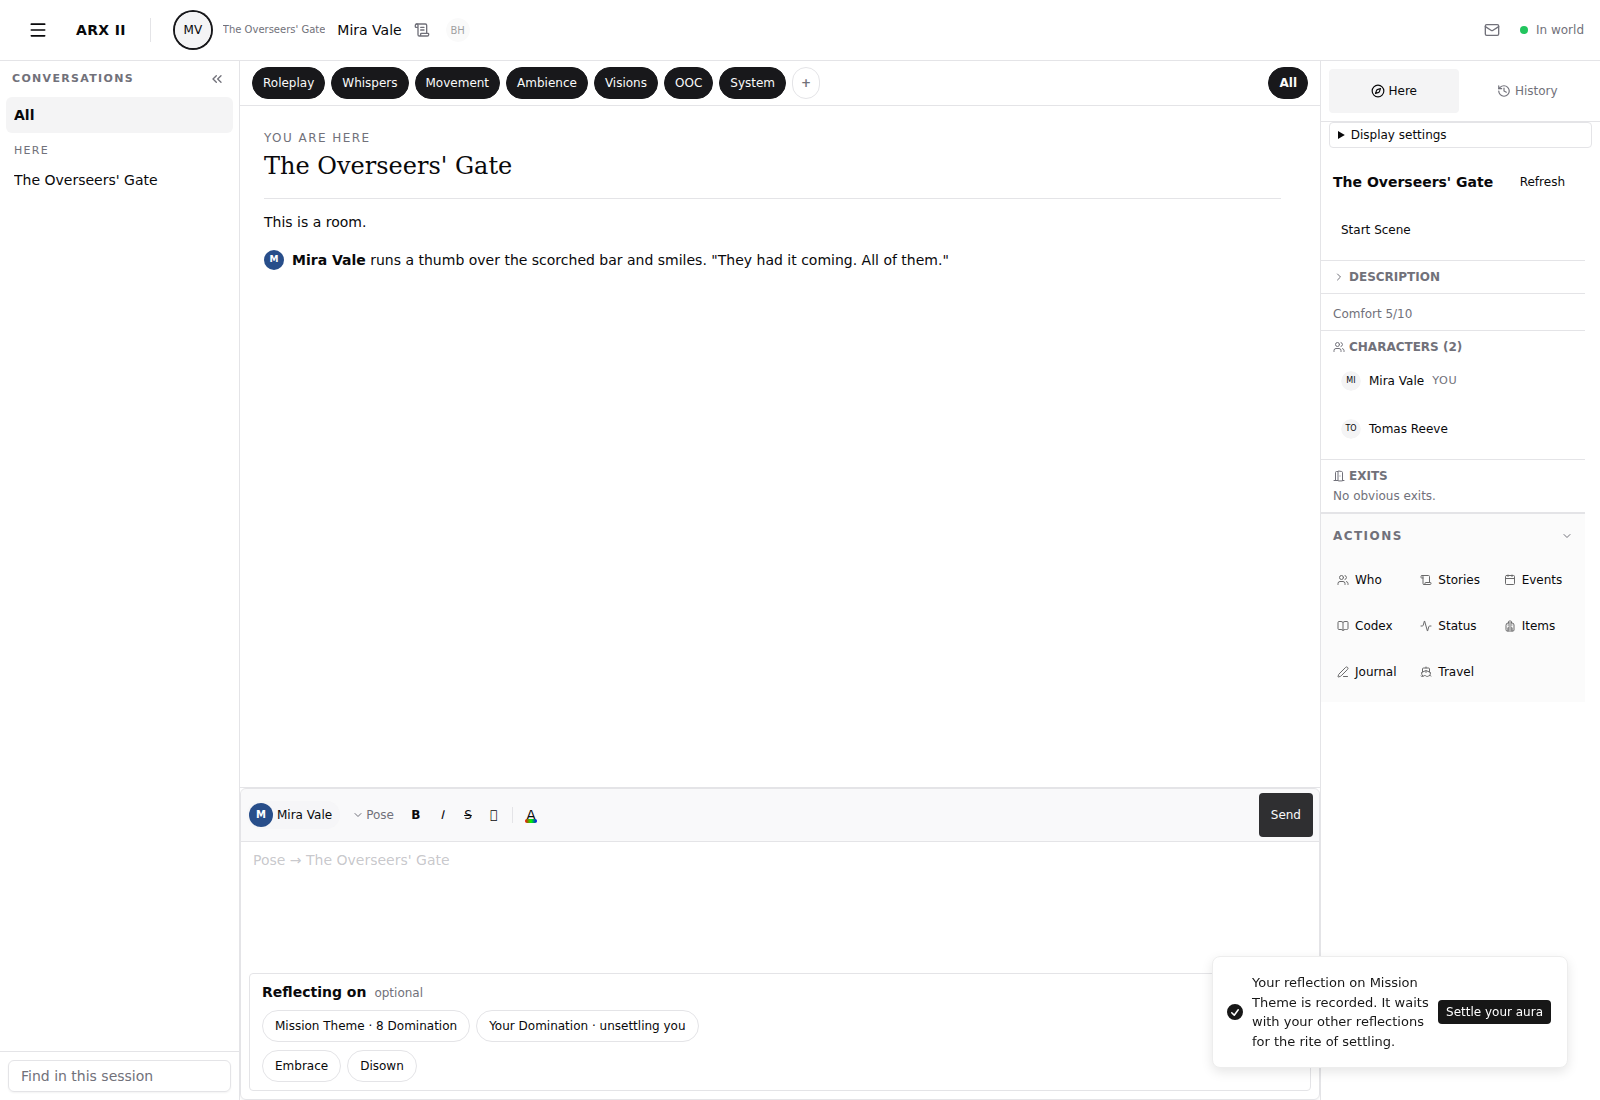 ARX II
MV
The Overseers' Gate
Mira Vale
BH
In world
CONVERSATIONS
All
HERE
The Overseers' Gate
Find in this session
Roleplay
Whispers
Movement
Ambience
Visions
OOC
System
+
All
YOU ARE HERE
The Overseers' Gate
This is a room.
M
Mira Vale runs a thumb over the scorched bar and smiles. "They had it coming. All of them."
M
Mira Vale
Pose
B
I
S
A
Send
Pose → The Overseers' Gate
Reflecting on optional
Mission Theme · 8 Domination
Your Domination · unsettling you
Embrace
Disown
Here
History
Display settings
The Overseers' Gate
Refresh
Start Scene
DESCRIPTION
Comfort 5/10
CHARACTERS (2)
MI
Mira Vale YOU
TO
Tomas Reeve
EXITS
No obvious exits.
ACTIONS
Who
Stories
Events
Codex
Status
Items
Journal
Travel
Your reflection on Mission
Theme is recorded. It waits
with your other reflections
for the rite of settling.
Settle your aura